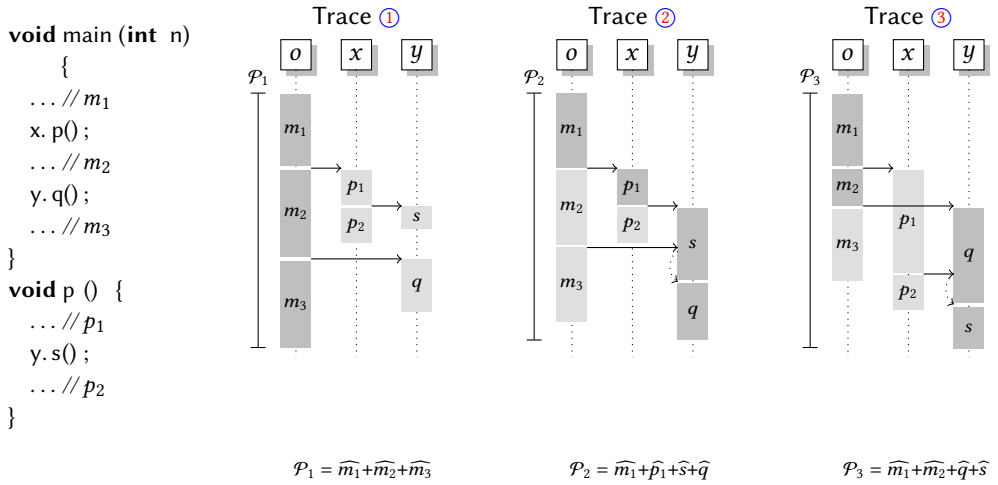 void main (int n)
{
... // m₁
x. p() ;
... // m₂
y. q() ;
... // m₃
}
void p () {
... // p₁
y. s() ;
... // p₂
}
Trace ①
o x y
𝒫₁
m₁
p₁
m₂ s
p₂
q
m₃
𝒫₁ = m̂₁+m̂₂+m̂₃
Trace ②
o x y
𝒫₂
m₁
p₁
m₂
p₂ s
m₃
q
𝒫₂ = m̂₁+p̂₁+ŝ+q̂
Trace ③
o x y
𝒫₃
m₁
m₂
p₁
m₃ q
p₂
s
𝒫₃ = m̂₁+m̂₂+q̂+ŝ